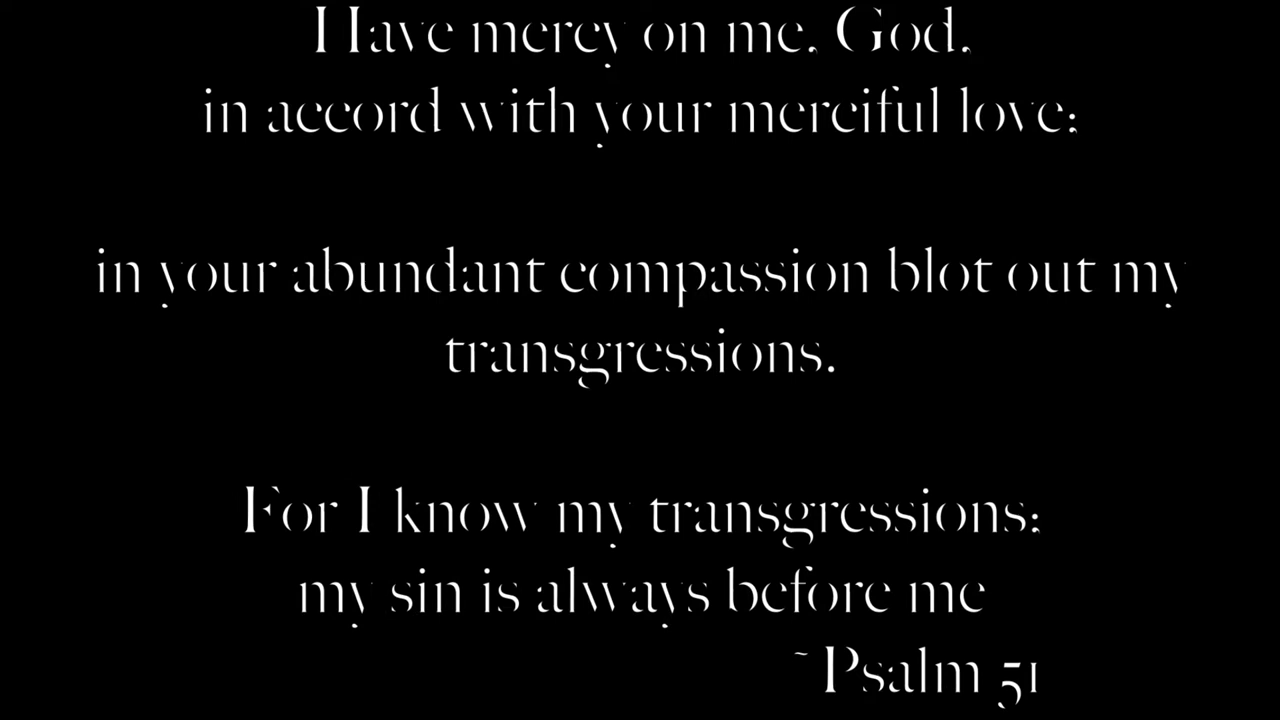 Have mercy on me, God,
in accord with your merciful love;
in your abundant compassion blot out my
transgressions.
For I know my transgressions;
my sin is always before me
~ Psalm 51